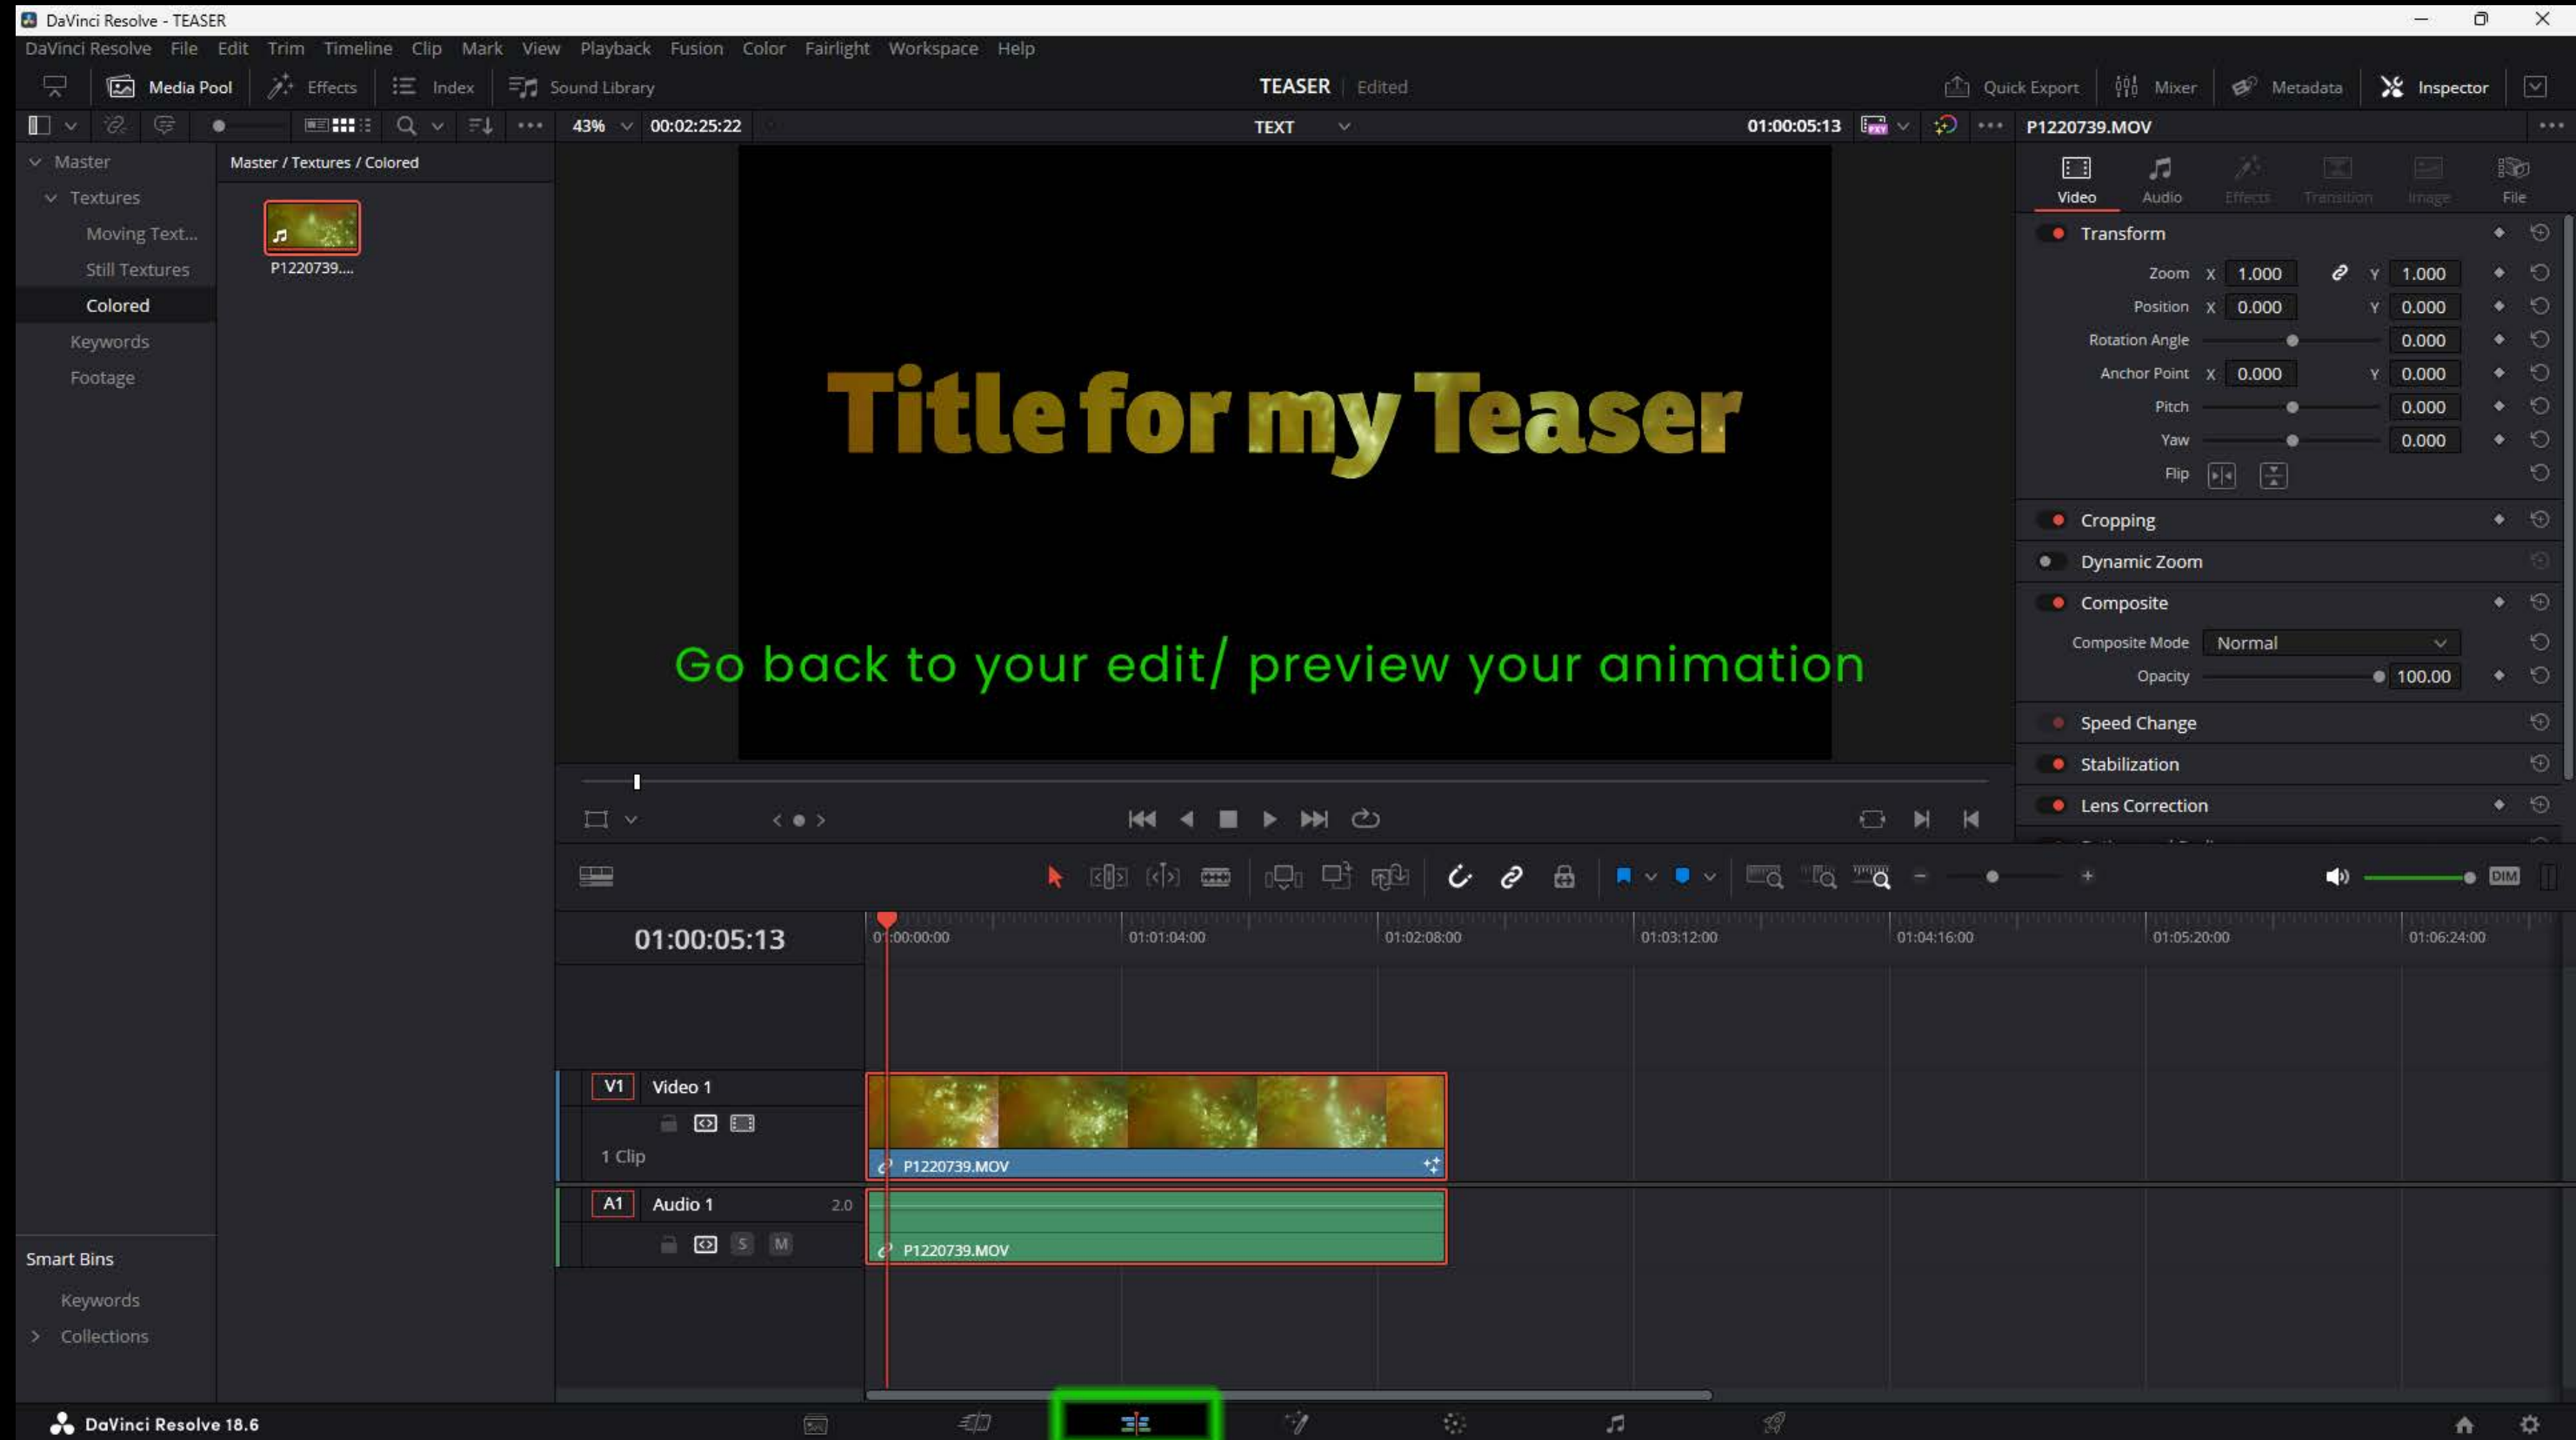 DaVinci Resolve - TEASER
DaVinci Resolve File Edit Trim Timeline Clip Mark View Playback Fusion Color Fairlight Workspace Help
Media Pool Effects Index Sound Library TEASER Edited Quick Export Mixer Metadata Inspector
43% 00:02:25:22 TEXT 01:00:05:13 PXY P1220739.MOV
Master
Master / Textures / Colored
Textures
Moving Text...
Still Textures
Colored
Keywords
Footage
P1220739....
Title for my Teaser
Go back to your edit/ preview your animation
Video Audio Effects Transition Image File
Transform
Zoom X 1.000 Y 1.000
Position X 0.000 Y 0.000
Rotation Angle 0.000
Anchor Point X 0.000 Y 0.000
Pitch 0.000
Yaw 0.000
Flip
Cropping
Dynamic Zoom
Composite
Composite Mode Normal
Opacity 100.00
Speed Change
Stabilization
Lens Correction
DIM
01:00:05:13 01:00:00:00 01:01:04:00 01:02:08:00 01:03:12:00 01:04:16:00 01:05:20:00 01:06:24:00
V1 Video 1
1 Clip
P1220739.MOV
A1 Audio 1 2.0
S M
P1220739.MOV
Smart Bins
Keywords
Collections
DaVinci Resolve 18.6